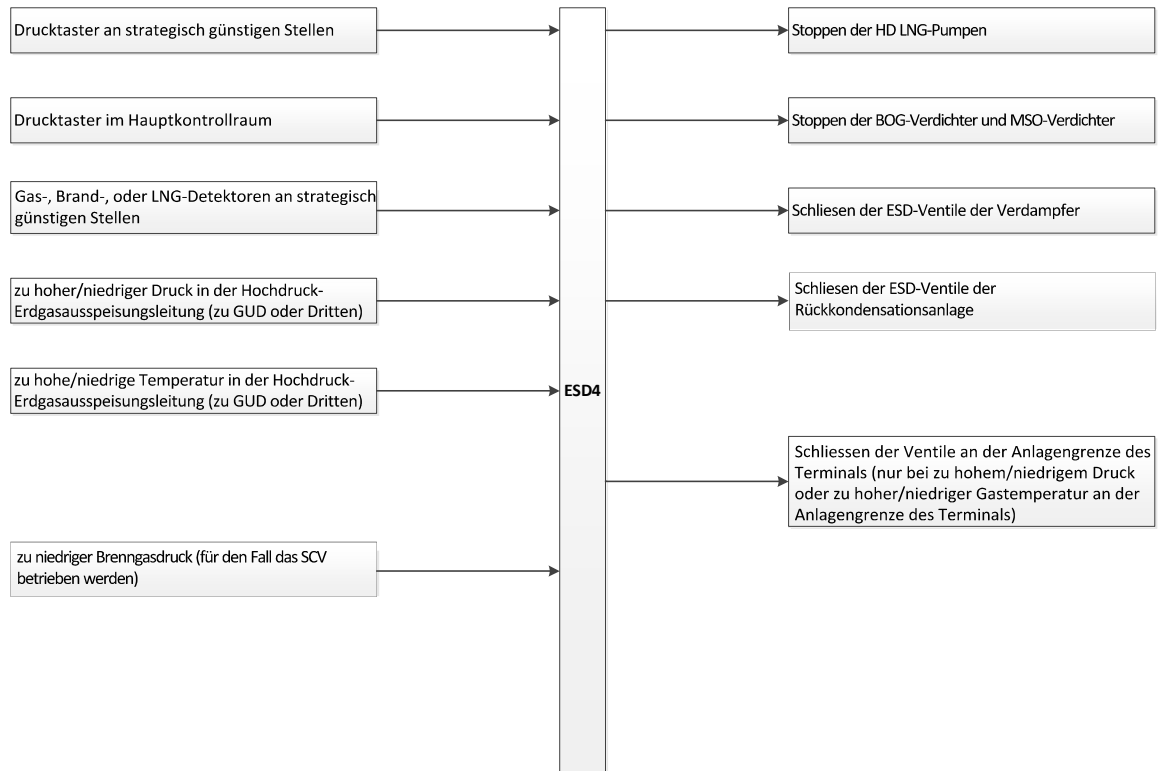 Drucktaster an strategisch günstigen Stellen
Drucktaster im Hauptkontrollraum
Gas-, Brand-, oder LNG-Detektoren an strategisch
günstigen Stellen
zu hoher/niedriger Druck in der Hochdruck-
Erdgasausspeisungsleitung (zu GUD oder Dritten)
zu hohe/niedrige Temperatur in der Hochdruck-
Erdgasausspeisungsleitung (zu GUD oder Dritten)
zu niedriger Brenngasdruck (für den Fall das SCV
betrieben werden)
ESD4
Stoppen der HD LNG-Pumpen
Stoppen der BOG-Verdichter und MSO-Verdichter
Schliesen der ESD-Ventile der Verdampfer
Schliesen der ESD-Ventile der
Rückkondensationsanlage
Schliessen der Ventile an der Anlagengrenze des
Terminals (nur bei zu hohem/niedrigem Druck
oder zu hoher/niedriger Gastemperatur an der
Anlagengrenze des Terminals)